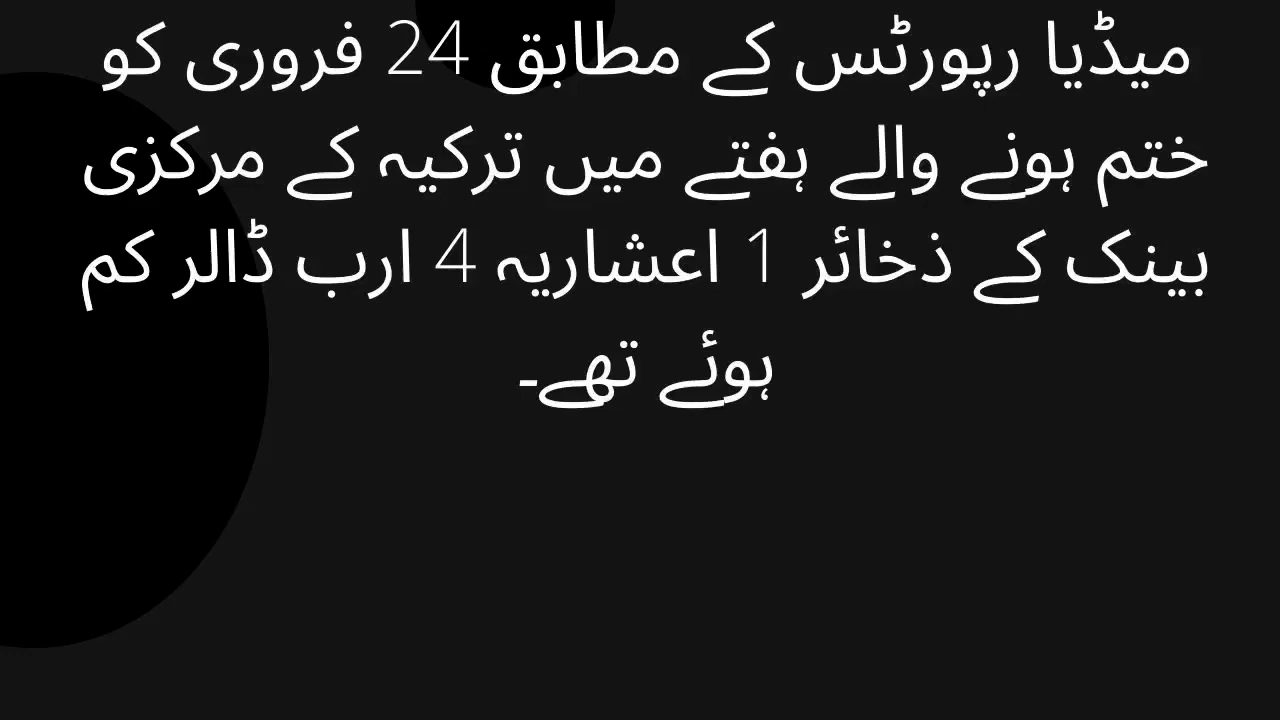 میڈیا رپورٹس کے مطابق 24 فروری کو
ختم ہونے والے ہفتے میں ترکیہ کے مرکزی
بینک کے ذخائر 1 اعشاریہ 4 ارب ڈالر کم
ہوئے تھے۔